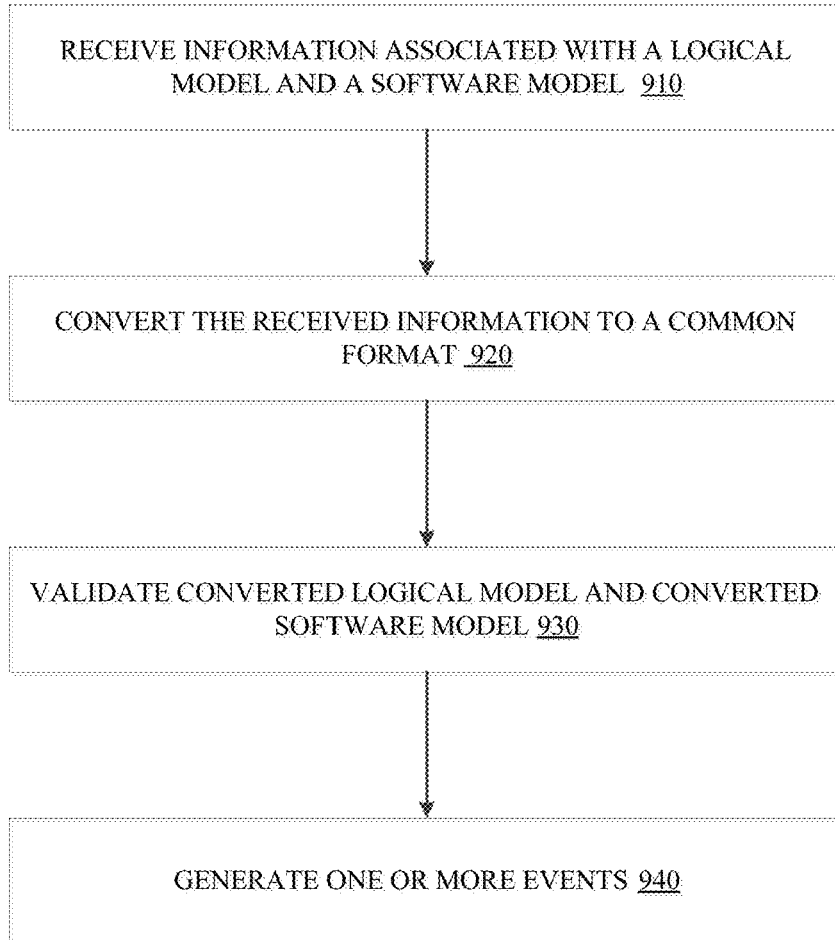 RECEIVE INFORMATION ASSOCIATED WITH A LOGICAL
MODEL AND A SOFTWARE MODEL 910
CONVERT THE RECEIVED INFORMATION TO A COMMON
FORMAT 920
VALIDATE CONVERTED LOGICAL MODEL AND CONVERTED
SOFTWARE MODEL 930
GENERATE ONE OR MORE EVENTS 940